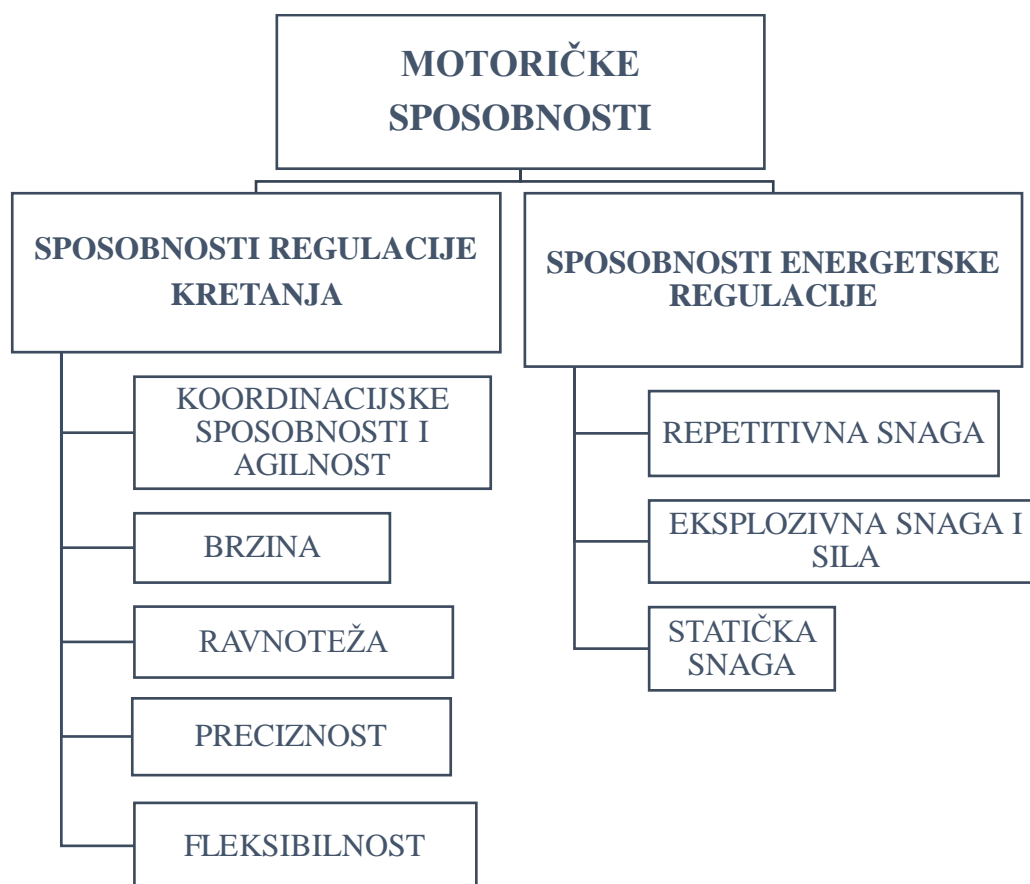 MOTORIČKE
SPOSOBNOSTI
SPOSOBNOSTI REGULACIJE
KRETANJA
KOORDINACIJSKE
SPOSOBNOSTI I
AGILNOST
BRZINA
RAVNOTEŽA
PRECIZNOST
FLEKSIBILNOST
SPOSOBNOSTI ENERGETSKE
REGULACIJE
REPETITIVNA SNAGA
EKSPLOZIVNA SNAGA I
SILA
STATIČKA
SNAGA